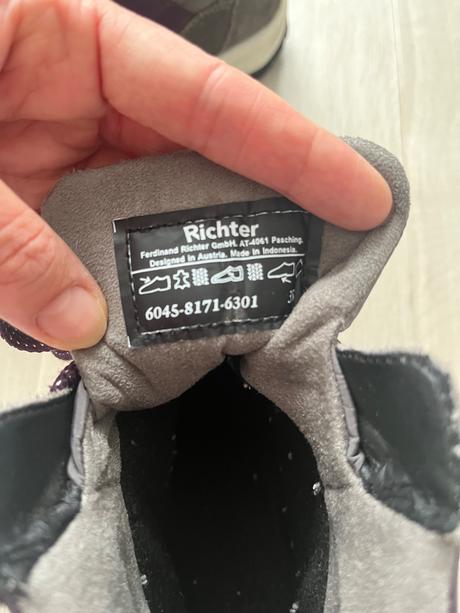 Richter
Ferdinand Richter GmbH. AT-4061 Pasching.
Designed in Austria. Made in Indonesia.
6045-8171-6301